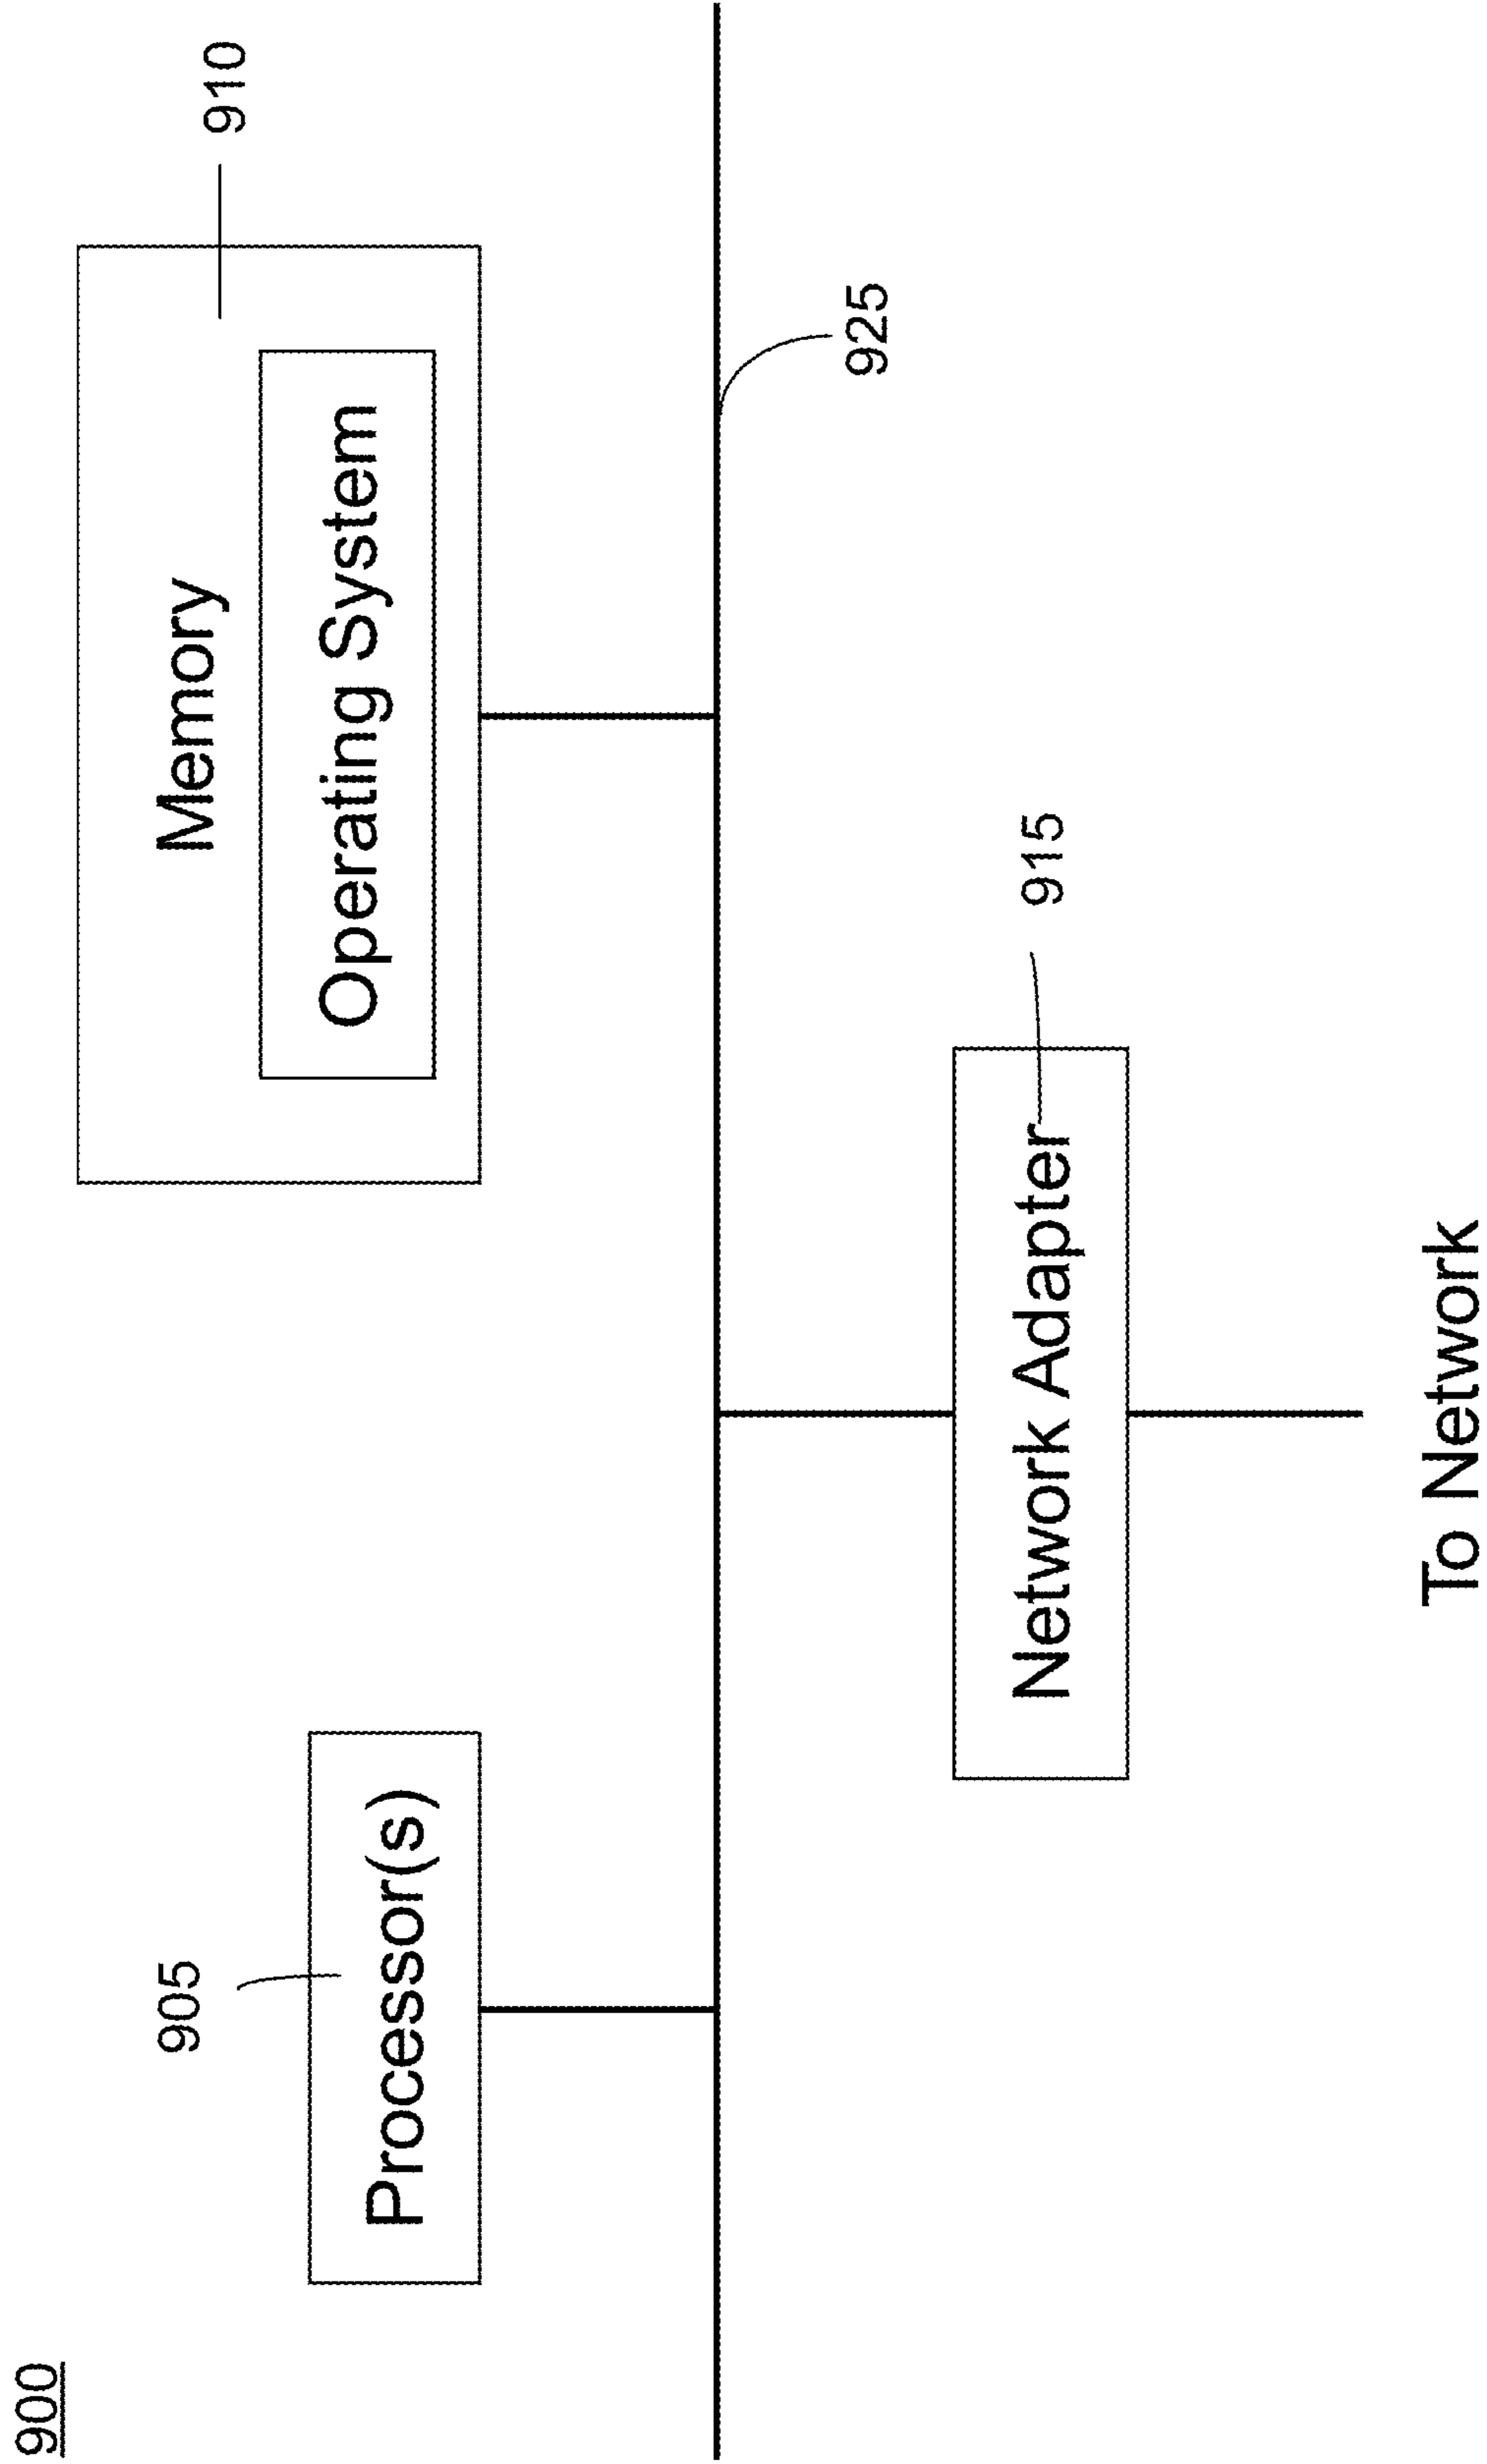 900
905
Processor(s)
910
Memory
Operating System
925
915
Network Adapter
To Network